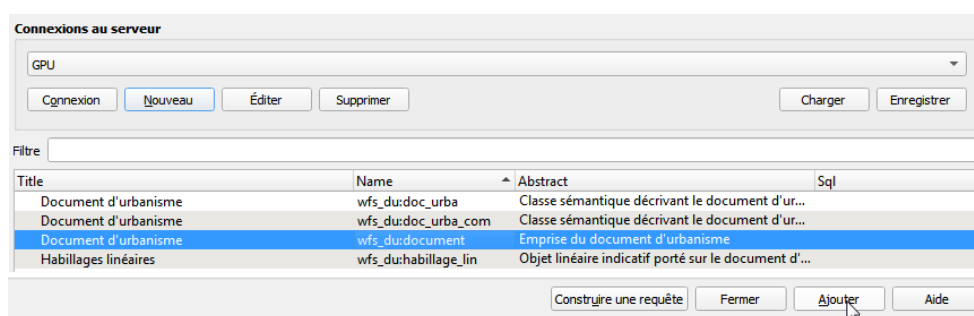 Connexions au serveur
GPU
Connexion Nouveau Éditer Supprimer Charger Enregistrer
Filtre
Title Name Abstract Sql
Document d'urbanisme wfs_du:doc_urba Classe sémantique décrivant le document d'ur...
Document d'urbanisme wfs_du:doc_urba_com Classe sémantique décrivant le document d'ur...
Document d'urbanisme wfs_du:document Emprise du document d'urbanisme
Habillages linéaires wfs_du:habillage_lin Objet linéaire indicatif porté sur le document d'...
Construire une requête Fermer Ajouter Aide